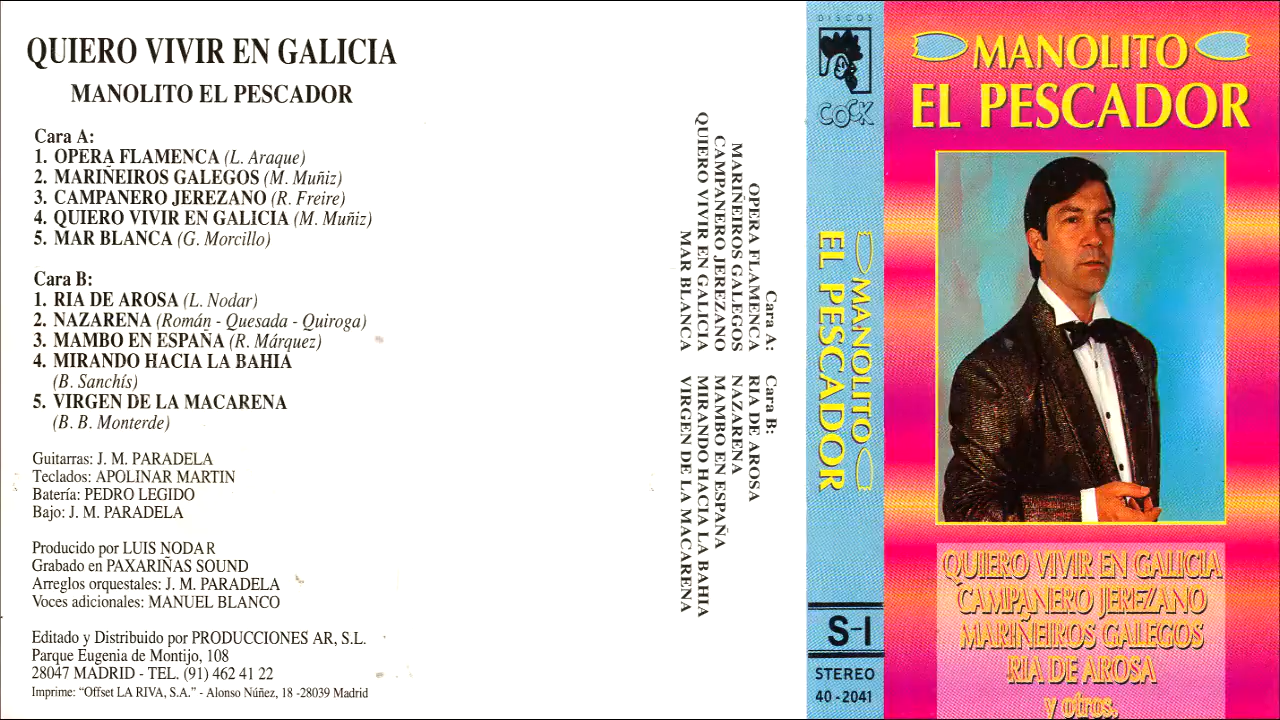 QUIERO VIVIR EN GALICIA
MANOLITO EL PESCADOR
Cara A:
1. OPERA FLAMENCA (L. Araque)
2. MARIÑEIROS GALEGOS (M. Muñiz)
3. CAMPANERO JEREZANO (R. Freire)
4. QUIERO VIVIR EN GALICIA (M. Muñiz)
5. MAR BLANCA (G. Morcillo)
Cara B:
1. RIA DE AROSA (L. Nodar)
2. NAZARENA (Román - Quesada - Quiroga)
3. MAMBO EN ESPAÑA (R. Márquez)
4. MIRANDO HACIA LA BAHIA
(B. Sanchís)
5. VIRGEN DE LA MACARENA
(B. B. Monterde)
Guitarras: J. M. PARADELA
Teclados: APOLINAR MARTIN
Batería: PEDRO LEGIDO
Bajo: J. M. PARADELA
Producido por LUIS NODAR
Grabado en PAXARIÑAS SOUND
Arreglos orquestales: J. M. PARADELA
Voces adicionales: MANUEL BLANCO
Editado y Distribuido por PRODUCCIONES AR, S.L.
Parque Eugenia de Montijo, 108
28047 MADRID - TEL. (91) 462 41 22
Imprime: “Offset LA RIVA, S.A.” - Alonso Núñez, 18 -28039 Madrid
Cara A:
OPERA FLAMENCA
MARIÑEIROS GALEGOS
CAMPANERO JEREZANO
QUIERO VIVIR EN GALICIA
MAR BLANCA
Cara B:
RIA DE AROSA
NAZARENA
MAMBO EN ESPAÑA
MIRANDO HACIA LA BAHIA
VIRGEN DE LA MACARENA
DISCOS
COCK
MANOLITO
EL PESCADOR
S-I
STEREO
40-2041
MANOLITO
EL PESCADOR
QUIERO VIVIR EN GALICIA
CAMPANERO JEREZANO
MARIÑEIROS GALEGOS
RIA DE AROSA
y otros.